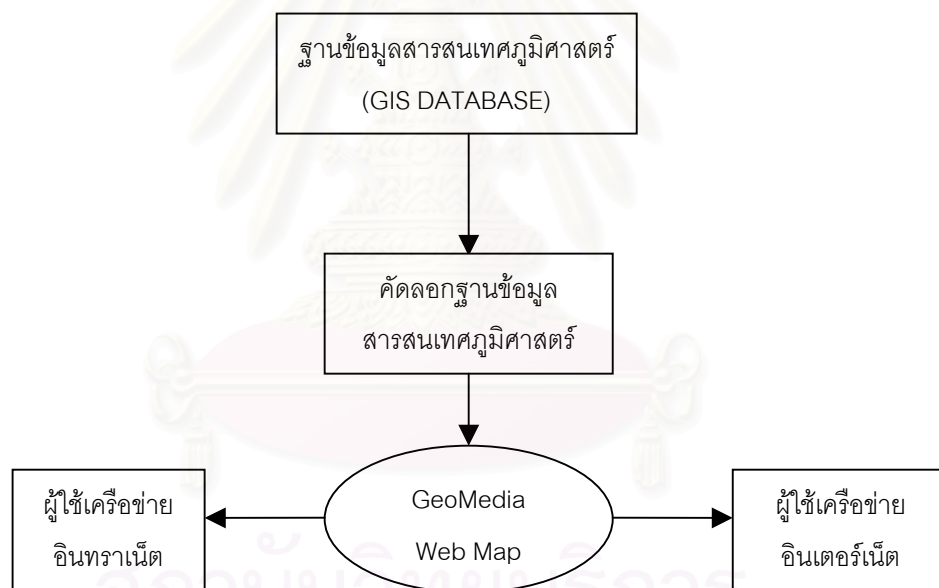 ฐานข้อมูลสารสนเทศภูมิศาสตร์
(GIS DATABASE)
คัดลอกฐานข้อมูล
สารสนเทศภูมิศาสตร์
GeoMedia
Web Map
ผู้ใช้เครือข่าย
อินทราเน็ต
ผู้ใช้เครือข่าย
อินเตอร์เน็ต